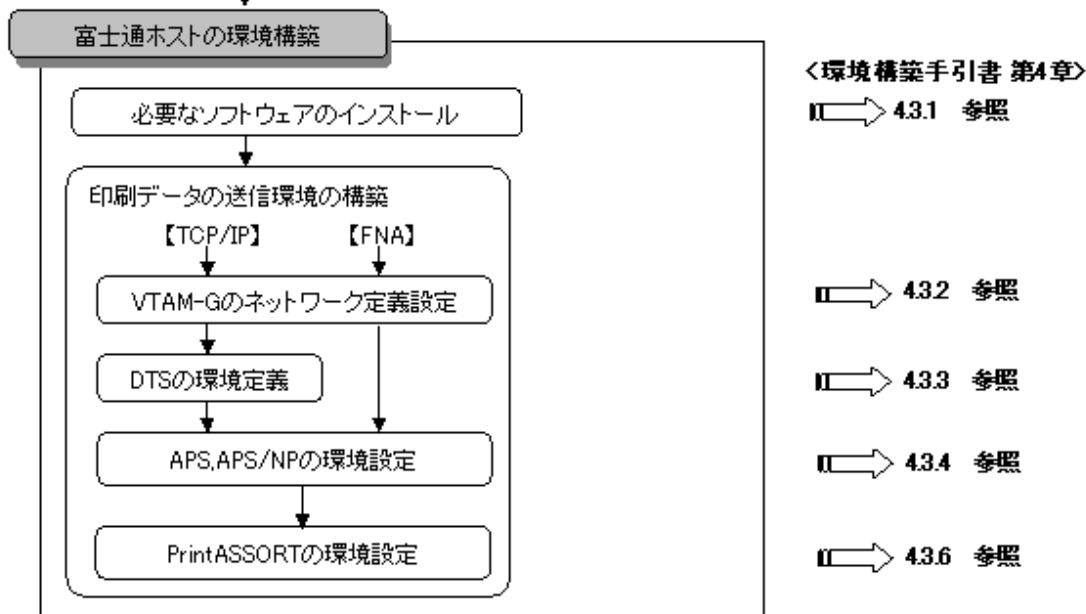 富士通ホストの環境構築
<環境構築手引書 第4章>
必要なソフトウェアのインストール
4.3.1 参照
印刷データの送信環境の構築
【TCP/IP】 【FNA】
VTAM-Gのネットワーク定義設定
4.3.2 参照
DTSの環境定義
4.3.3 参照
APS,APS/NPの環境設定
4.3.4 参照
PrintASSORTの環境設定
4.3.6 参照